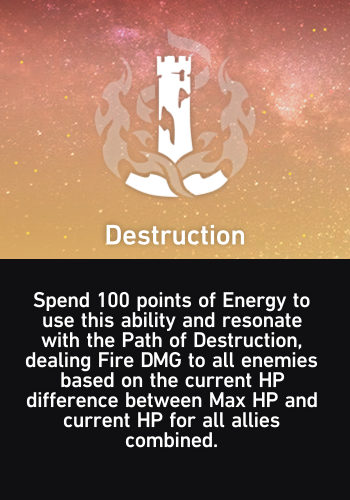 Destruction
Spend 100 points of Energy to
use this ability and resonate
with the Path of Destruction,
dealing Fire DMG to all enemies
based on the current HP
difference between Max HP and
current HP for all allies
combined.